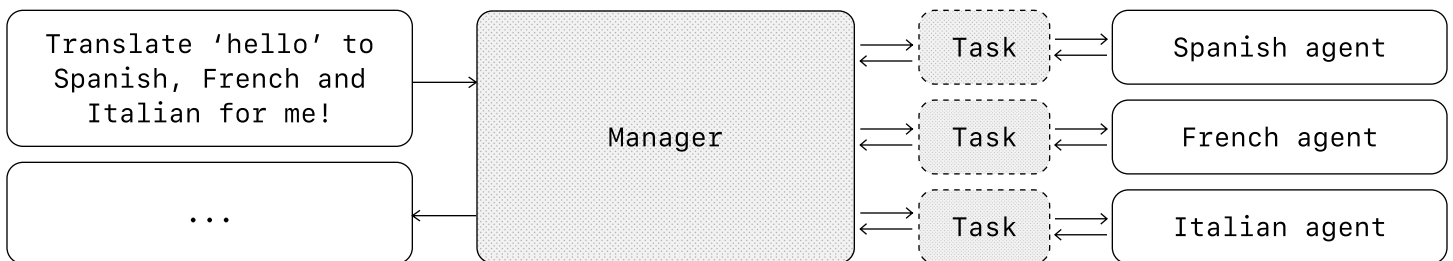 Translate ‘hello’ to
Spanish, French and
Italian for me!
...
Manager
Task
Spanish agent
Task
French agent
Task
Italian agent